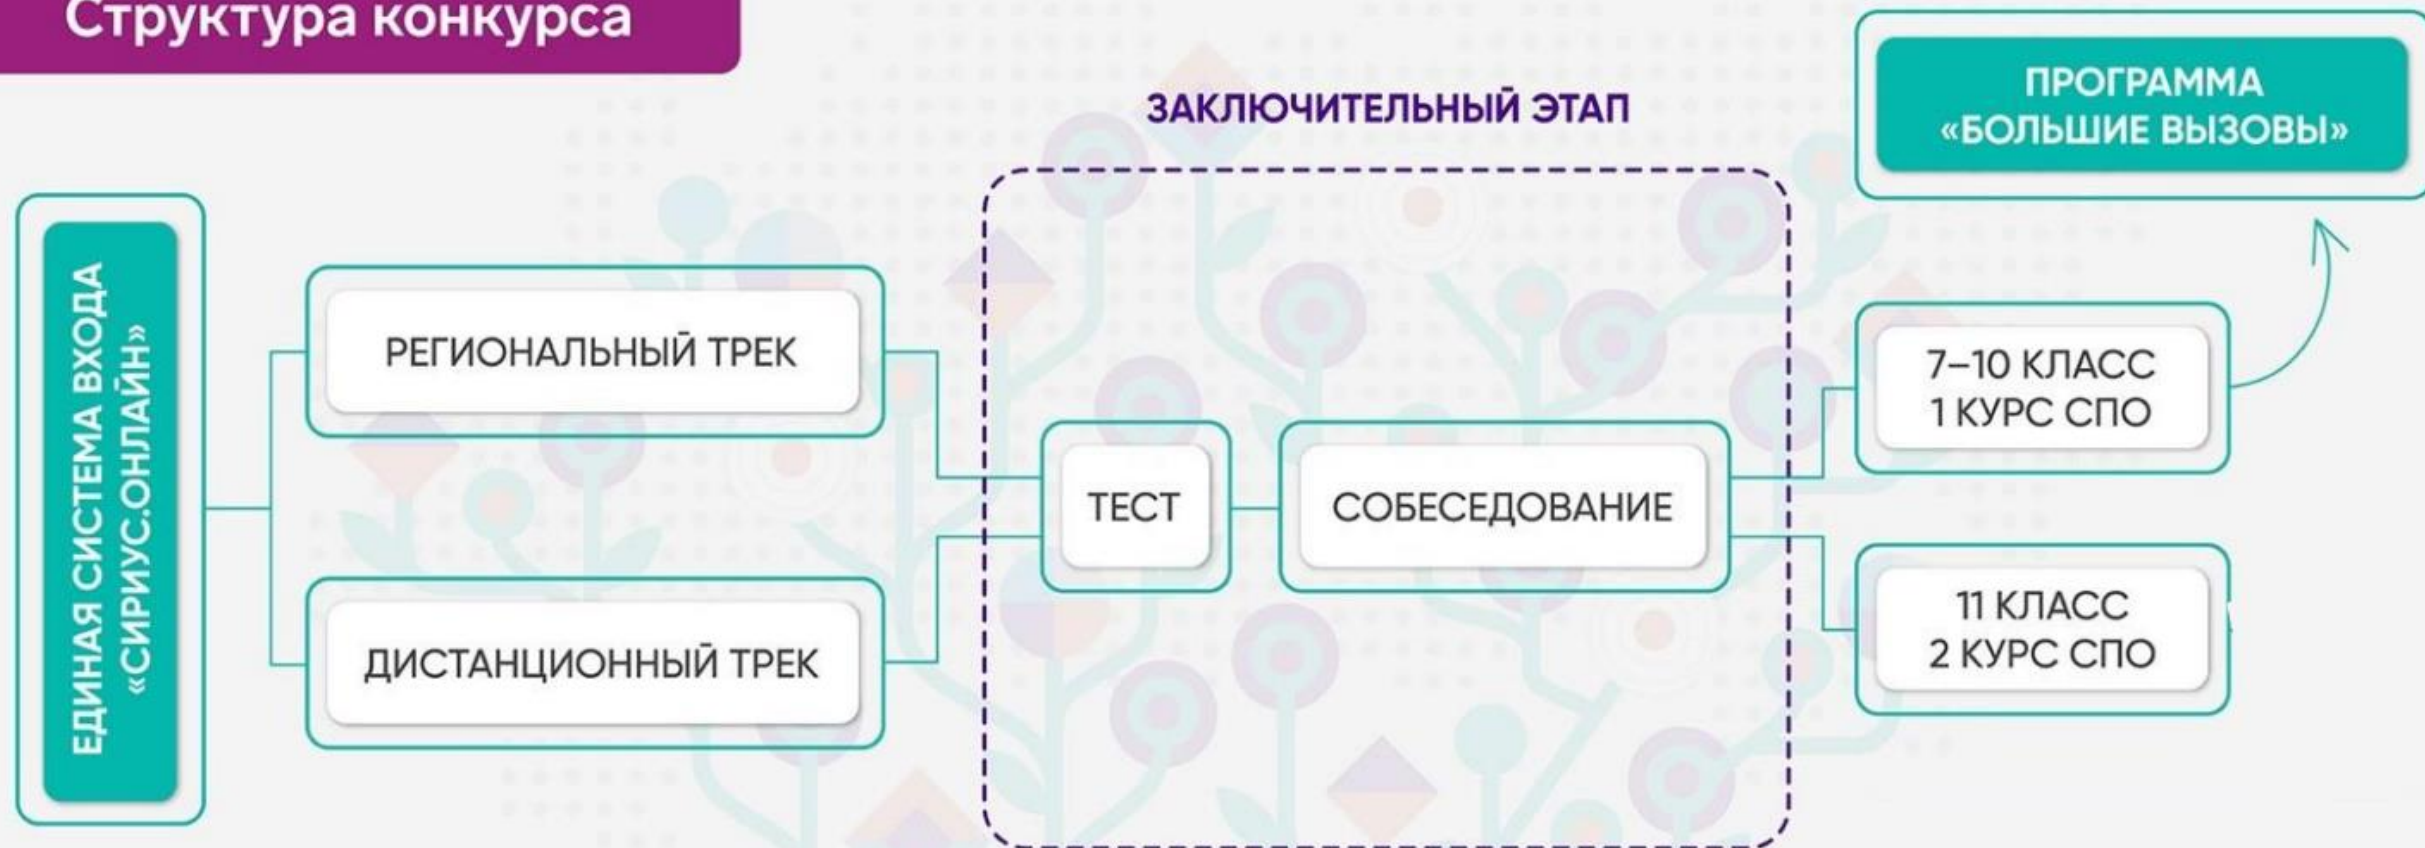 Структура конкурса
ЕДИНАЯ СИСТЕМА ВХОДА
«СИРИУС.ОНЛАЙН»
РЕГИОНАЛЬНЫЙ ТРЕК
ДИСТАНЦИОННЫЙ ТРЕК
ЗАКЛЮЧИТЕЛЬНЫЙ ЭТАП
ТЕСТ
СОБЕСЕДОВАНИЕ
ПРОГРАММА
«БОЛЬШИЕ ВЫЗОВЫ»
7–10 КЛАСС
1 КУРС СПО
11 КЛАСС
2 КУРС СПО